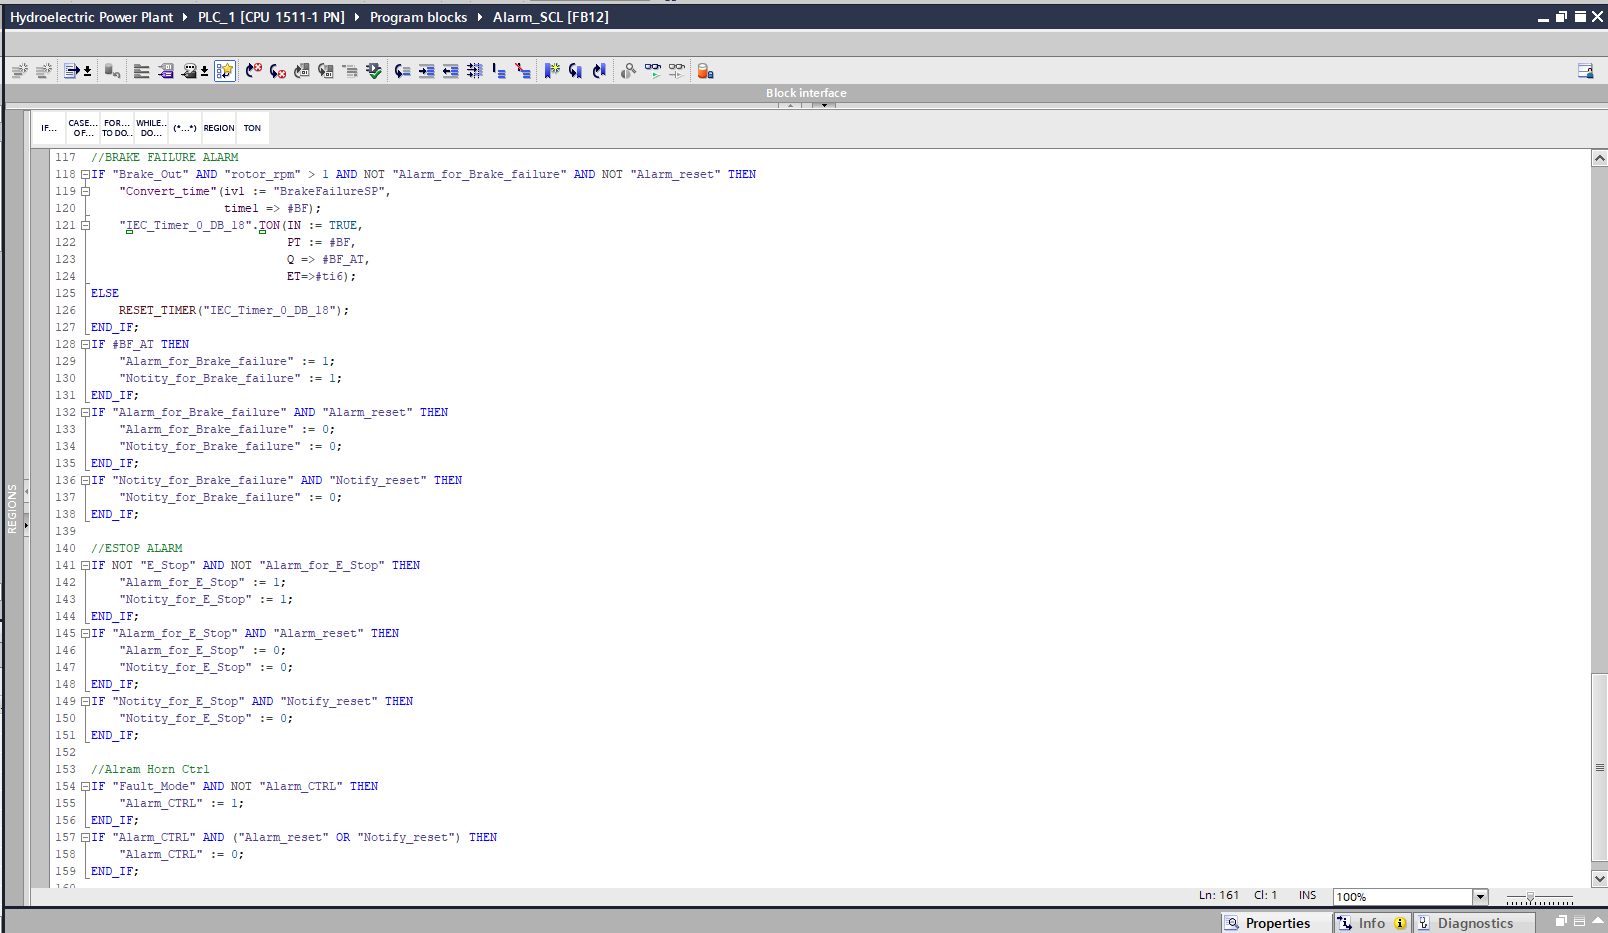 Hydroelectric Power Plant ▸ PLC_1 [CPU 1511-1 PN] ▸ Program blocks ▸ Alarm_SCL [FB12]
Block interface
IF... CASE... OF... FOR... TO DO.. WHILE.. DO... (*...*) REGION TON
REGIONS
117 //BRAKE FAILURE ALARM
118 IF "Brake_Out" AND "rotor_rpm" > 1 AND NOT "Alarm_for_Brake_failure" AND NOT "Alarm_reset" THEN
119 "Convert_time"(iv1 := "BrakeFailureSP",
120 time1 => #BF);
121 "IEC_Timer_0_DB_18".TON(IN := TRUE,
122 PT := #BF,
123 Q => #BF_AT,
124 ET=>#ti6);
125 ELSE
126 RESET_TIMER("IEC_Timer_0_DB_18");
127 END_IF;
128 IF #BF_AT THEN
129 "Alarm_for_Brake_failure" := 1;
130 "Notity_for_Brake_failure" := 1;
131 END_IF;
132 IF "Alarm_for_Brake_failure" AND "Alarm_reset" THEN
133 "Alarm_for_Brake_failure" := 0;
134 "Notity_for_Brake_failure" := 0;
135 END_IF;
136 IF "Notity_for_Brake_failure" AND "Notify_reset" THEN
137 "Notity_for_Brake_failure" := 0;
138 END_IF;
139
140 //ESTOP ALARM
141 IF NOT "E_Stop" AND NOT "Alarm_for_E_Stop" THEN
142 "Alarm_for_E_Stop" := 1;
143 "Notity_for_E_Stop" := 1;
144 END_IF;
145 IF "Alarm_for_E_Stop" AND "Alarm_reset" THEN
146 "Alarm_for_E_Stop" := 0;
147 "Notity_for_E_Stop" := 0;
148 END_IF;
149 IF "Notity_for_E_Stop" AND "Notify_reset" THEN
150 "Notity_for_E_Stop" := 0;
151 END_IF;
152
153 //Alram Horn Ctrl
154 IF "Fault_Mode" AND NOT "Alarm_CTRL" THEN
155 "Alarm_CTRL" := 1;
156 END_IF;
157 IF "Alarm_CTRL" AND ("Alarm_reset" OR "Notify_reset") THEN
158 "Alarm_CTRL" := 0;
159 END_IF;
160
Ln: 161 Cl: 1 INS 100%
Properties Info Diagnostics